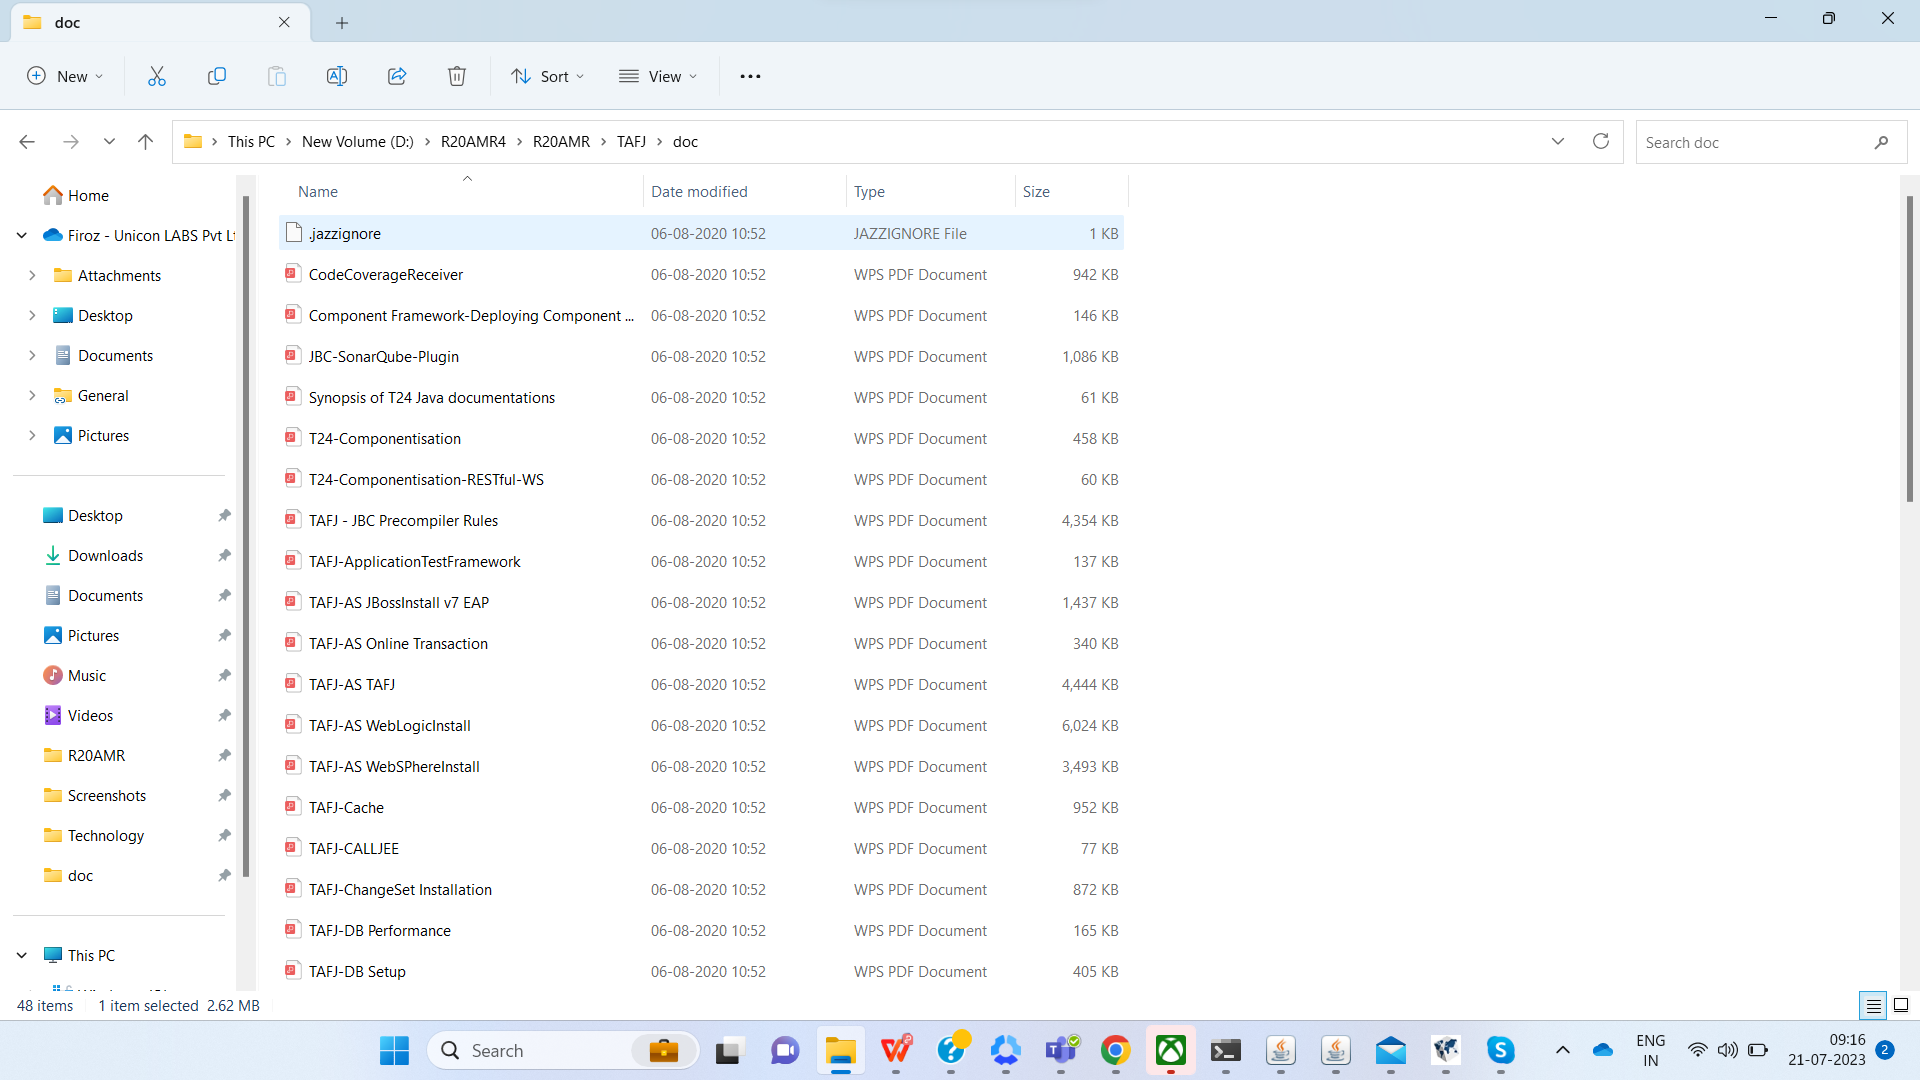 doc
New
Sort
View
This PC
New Volume (D:)
R20AMR4
R20AMR
TAFJ
doc
Search doc
Home
Firoz - Unicon LABS Pvt Lt
Attachments
Desktop
Documents
General
Pictures
Desktop
Downloads
Documents
Pictures
Music
Videos
R20AMR
Screenshots
Technology
doc
This PC
Name Date modified Type Size
.jazzignore 06-08-2020 10:52 JAZZIGNORE File 1 KB
CodeCoverageReceiver 06-08-2020 10:52 WPS PDF Document 942 KB
Component Framework-Deploying Component ... 06-08-2020 10:52 WPS PDF Document 146 KB
JBC-SonarQube-Plugin 06-08-2020 10:52 WPS PDF Document 1,086 KB
Synopsis of T24 Java documentations 06-08-2020 10:52 WPS PDF Document 61 KB
T24-Componentisation 06-08-2020 10:52 WPS PDF Document 458 KB
T24-Componentisation-RESTful-WS 06-08-2020 10:52 WPS PDF Document 60 KB
TAFJ - JBC Precompiler Rules 06-08-2020 10:52 WPS PDF Document 4,354 KB
TAFJ-ApplicationTestFramework 06-08-2020 10:52 WPS PDF Document 137 KB
TAFJ-AS JBossInstall v7 EAP 06-08-2020 10:52 WPS PDF Document 1,437 KB
TAFJ-AS Online Transaction 06-08-2020 10:52 WPS PDF Document 340 KB
TAFJ-AS TAFJ 06-08-2020 10:52 WPS PDF Document 4,444 KB
TAFJ-AS WebLogicInstall 06-08-2020 10:52 WPS PDF Document 6,024 KB
TAFJ-AS WebSPhereInstall 06-08-2020 10:52 WPS PDF Document 3,493 KB
TAFJ-Cache 06-08-2020 10:52 WPS PDF Document 952 KB
TAFJ-CALLJEE 06-08-2020 10:52 WPS PDF Document 77 KB
TAFJ-ChangeSet Installation 06-08-2020 10:52 WPS PDF Document 872 KB
TAFJ-DB Performance 06-08-2020 10:52 WPS PDF Document 165 KB
TAFJ-DB Setup 06-08-2020 10:52 WPS PDF Document 405 KB
48 items 1 item selected 2.62 MB
Search
ENG
IN
09:16
21-07-2023
2